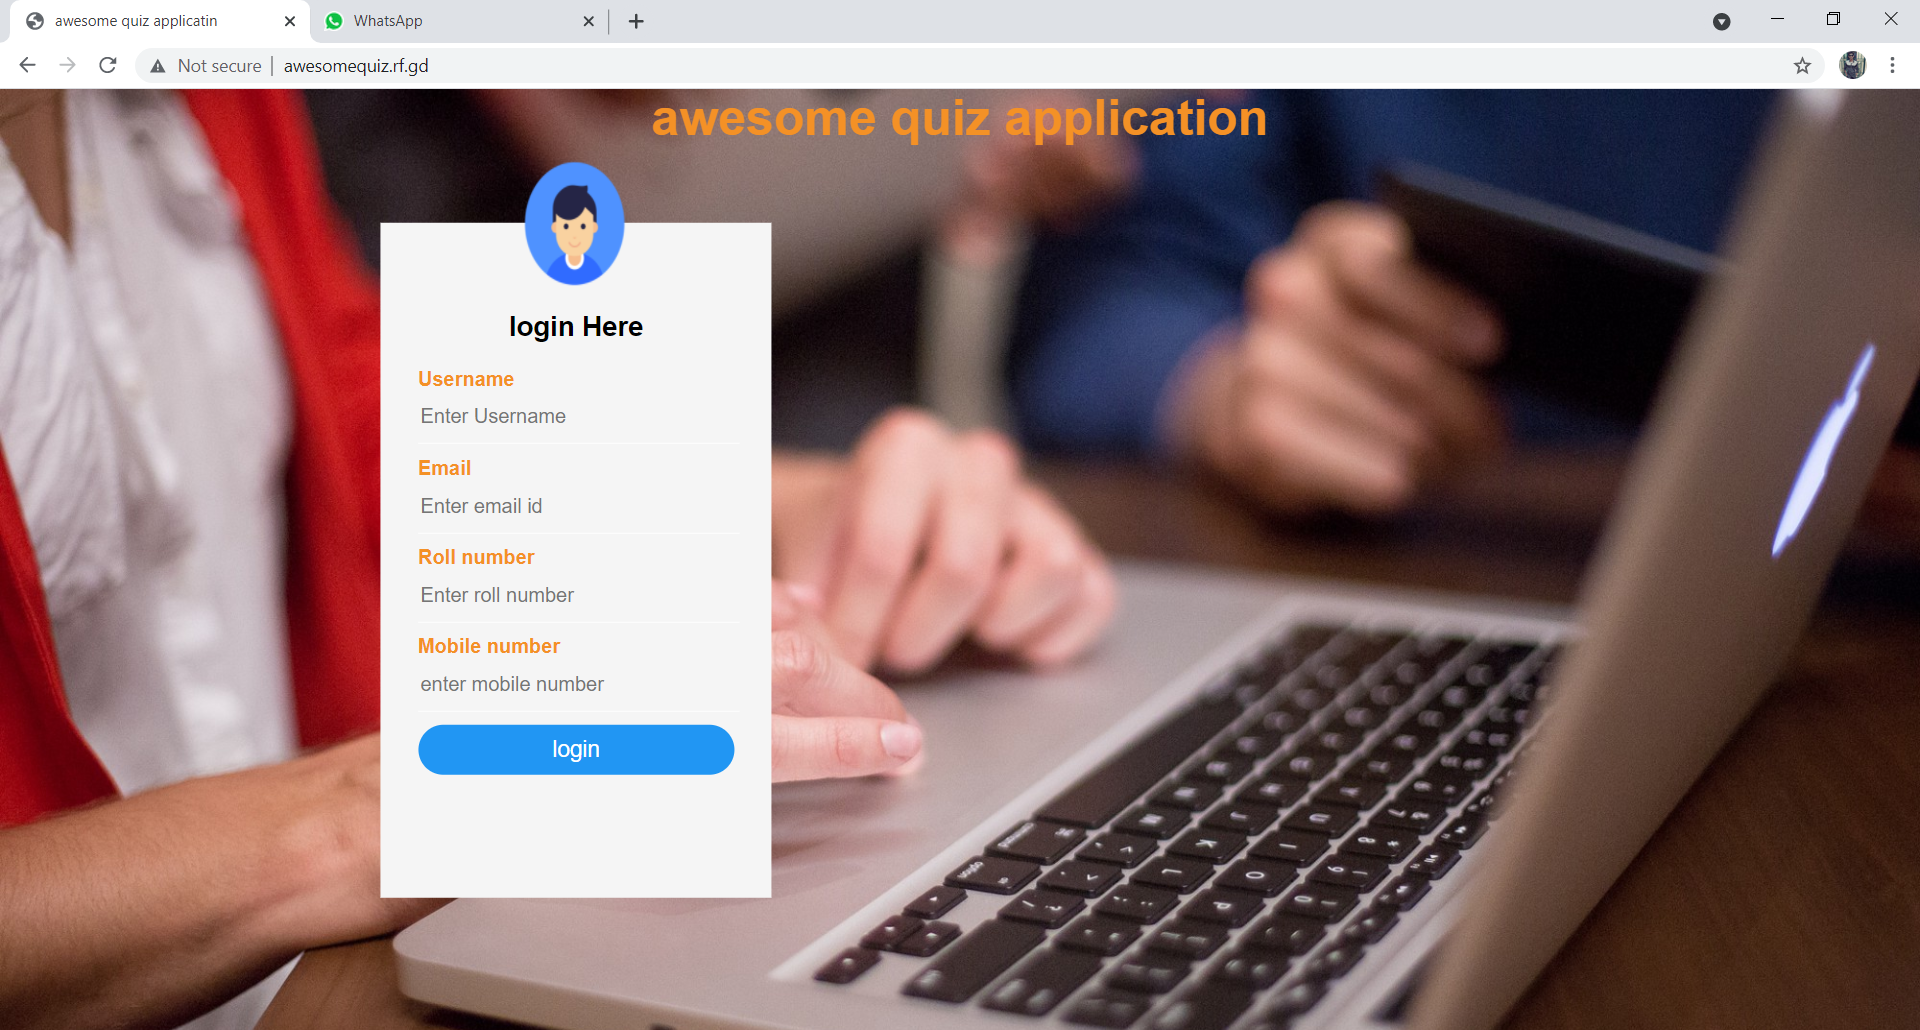 awesome quiz applicatin
WhatsApp
Not secure
awesomequiz.rf.gd
awesome quiz application
login Here
Username
Enter Username
Email
Enter email id
Roll number
Enter roll number
Mobile number
enter mobile number
login